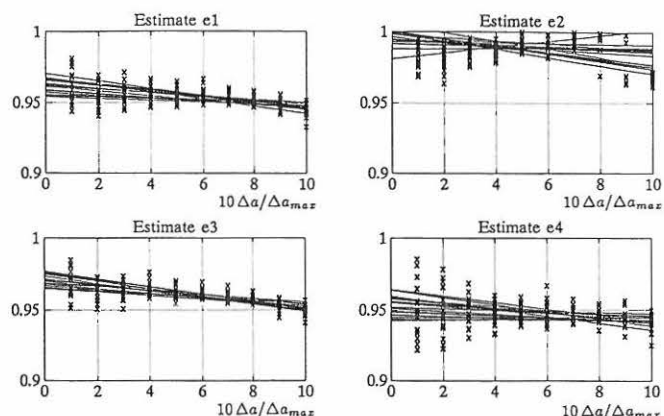 Estimate e1
1
0.95
0.9
0 2 4 6 8 10
10 Δa/Δa_max
Estimate e2
1
0.95
0.9
0 2 4 6 8 10
10 Δa/Δa_max
Estimate e3
1
0.95
0.9
0 2 4 6 8 10
10 Δa/Δa_max
Estimate e4
1
0.95
0.9
0 2 4 6 8 10
10 Δa/Δa_max